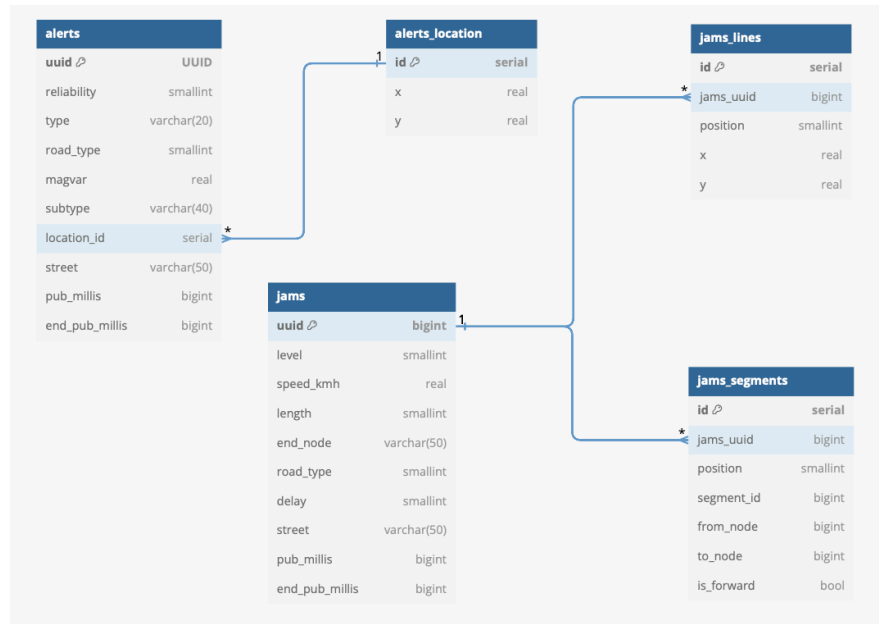 alerts
uuid UUID
reliability smallint
type varchar(20)
road_type smallint
magvar real
subtype varchar(40)
location_id serial
street varchar(50)
pub_millis bigint
end_pub_millis bigint
*
1
alerts_location
id serial
x real
y real
jams
uuid bigint
level smallint
speed_kmh real
length smallint
end_node varchar(50)
road_type smallint
delay smallint
street varchar(50)
pub_millis bigint
end_pub_millis bigint
1
*
jams_lines
id serial
jams_uuid bigint
position smallint
x real
y real
*
jams_segments
id serial
jams_uuid bigint
position smallint
segment_id bigint
from_node bigint
to_node bigint
is_forward bool